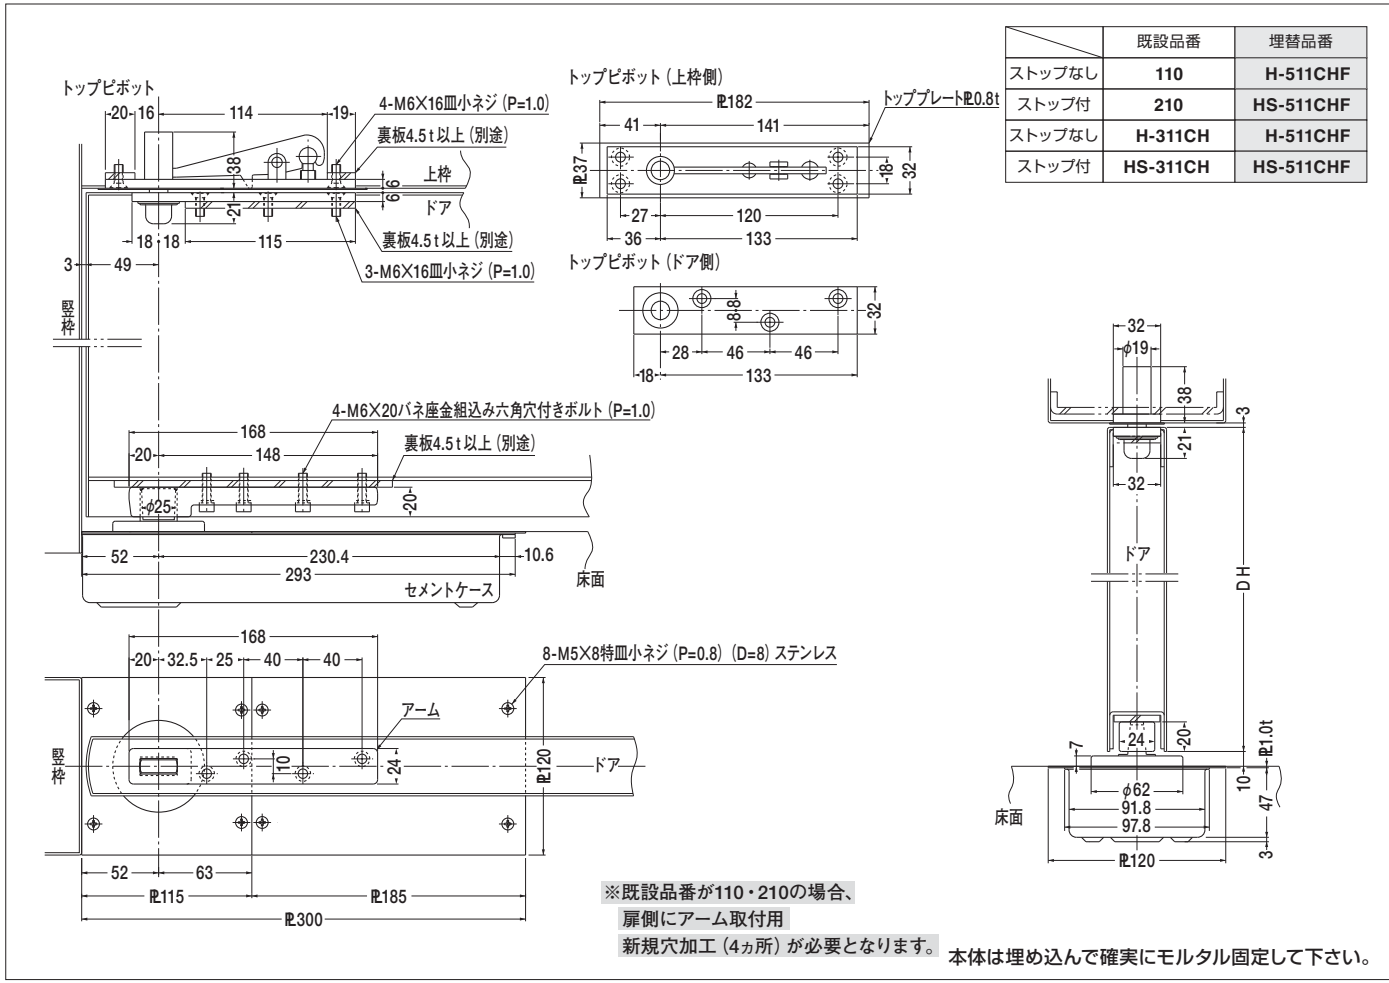 既設品番 埋替品番
ストップなし 110 H-511CHF
ストップ付 210 HS-511CHF
ストップなし H-311CH H-511CHF
ストップ付 HS-311CH HS-511CHF
トップピボット
20 16 114 19
4-M6×16皿小ネジ (P=1.0)
裏板4.5t以上 (別途)
38
上枠
6
6
ドア
21
18 18 115
裏板4.5t以上 (別途)
3-M6×16皿小ネジ (P=1.0)
3 49
竪枠
トップピボット (上枠側)
トッププレート℄0.8t
℄182
41 141
℄37
18
32
27 120
36 133
トップピボット (ドア側)
8
8
32
28 46 46
18 133
4-M6×20バネ座金組込み六角穴付きボルト (P=1.0)
168
20 148
裏板4.5t以上 (別途)
φ25
20
52 230.4 10.6
293
セメントケース
床面
168
20 32.5 25 40 40
8-M5×8特皿小ネジ (P=0.8) (D=8) ステンレス
アーム
竪枠
10
24
℄120
ドア
52 63
℄115 ℄185
℄300
32
φ19
38
3
21
32
ドア
DH
24
20
7
℄1.0t
10
47
3
φ62
91.8
97.8
℄120
床面
※既設品番が110・210の場合、
扉側にアーム取付用
新規穴加工 (4ヵ所) が必要となります。
本体は埋め込んで確実にモルタル固定して下さい。